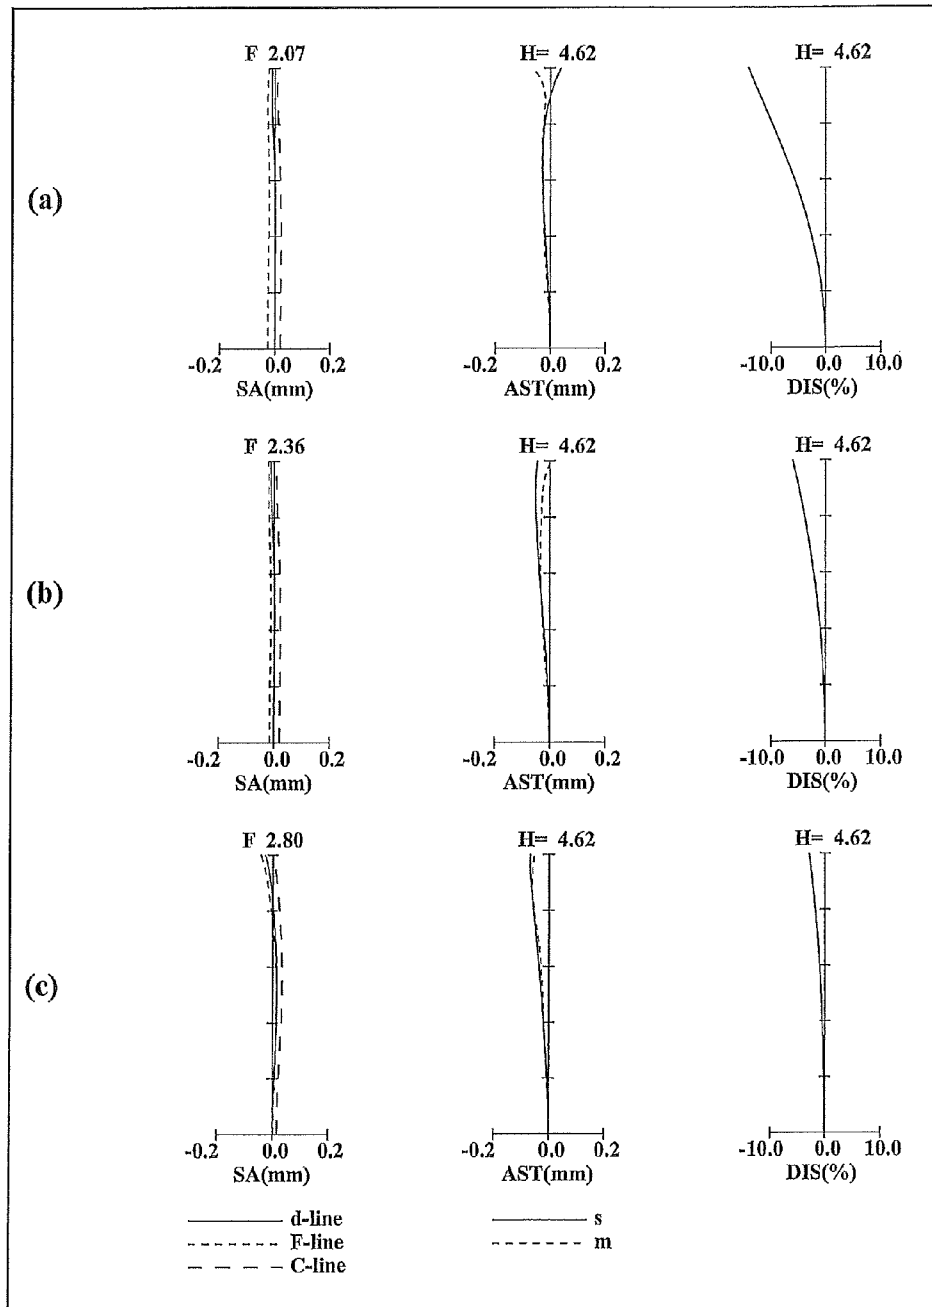 F 2.07 H= 4.62 H= 4.62
(a)
-0.2 0.0 0.2 -0.2 0.0 0.2 -10.0 0.0 10.0
SA(mm) AST(mm) DIS(%)
F 2.36 H= 4.62 H= 4.62
(b)
-0.2 0.0 0.2 -0.2 0.0 0.2 -10.0 0.0 10.0
SA(mm) AST(mm) DIS(%)
F 2.80 H= 4.62 H= 4.62
(c)
-0.2 0.0 0.2 -0.2 0.0 0.2 -10.0 0.0 10.0
SA(mm) AST(mm) DIS(%)
d-line s
F-line m
C-line